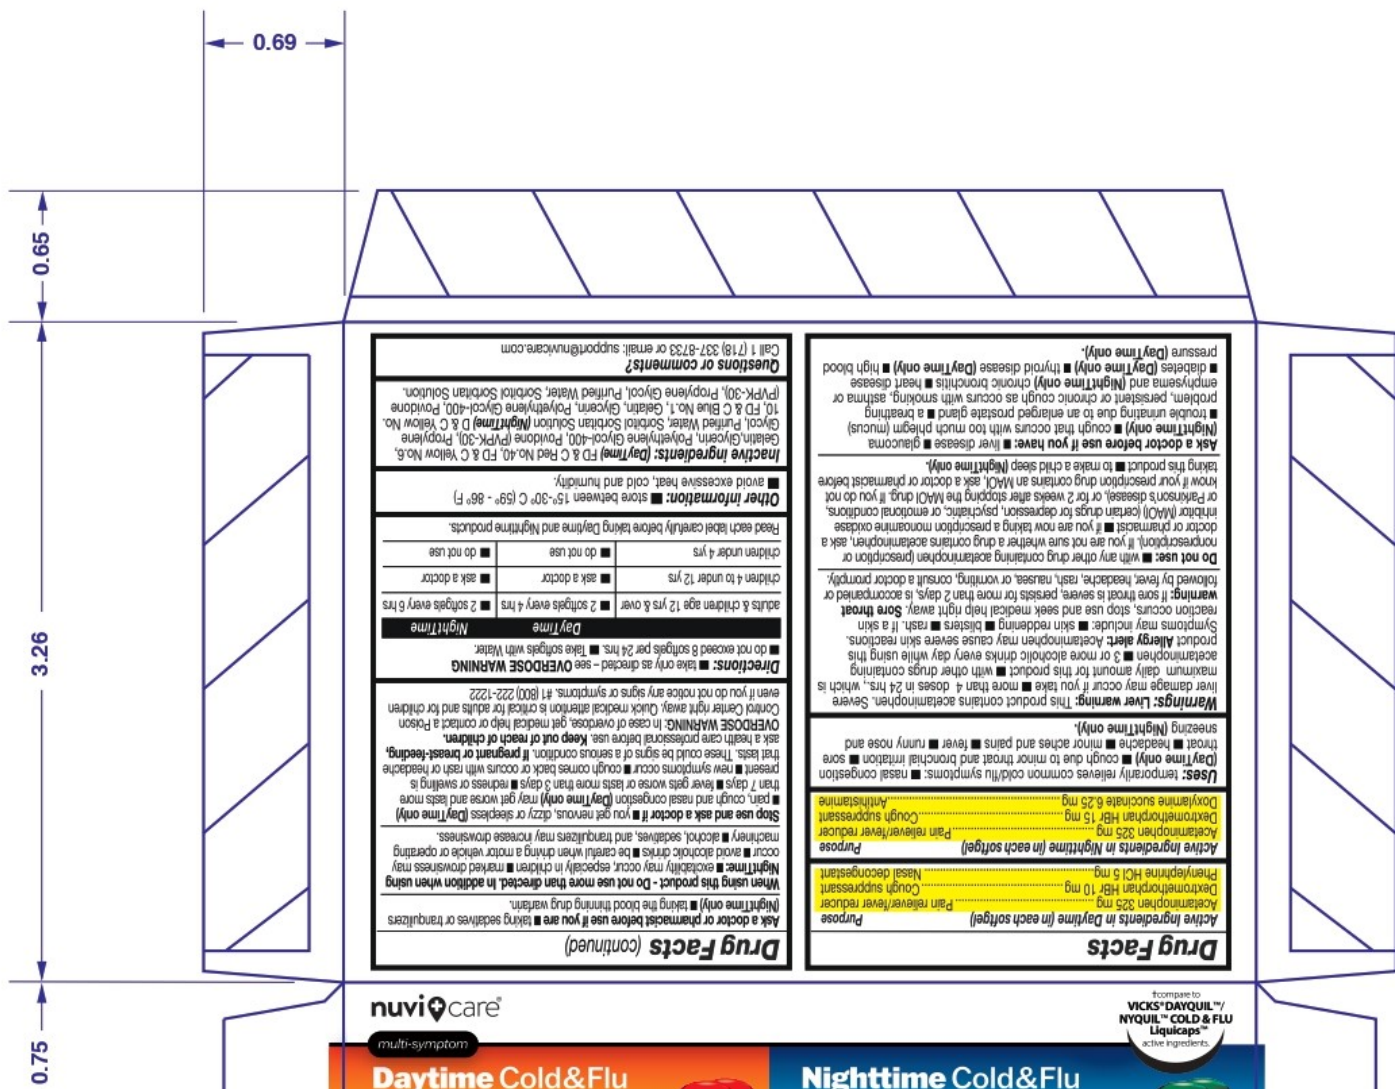 0.69
0.65
3.26
0.75
Drug Facts
Active ingredients in Daytime (in each softgel) Purpose
Acetaminophen 325 mg Pain reliever/fever reducer
Dextromethorphan HBr 10 mg Cough suppressant
Phenylephrine HCl 5 mg Nasal decongestant
Active ingredients in Nighttime (in each softgel) Purpose
Acetaminophen 325 mg Pain reliever/fever reducer
Dextromethorphan HBr 15 mg Cough suppressant
Doxylamine succinate 6.25 mg Antihistamine
Uses: temporarily relieves common cold/flu symptoms: ■ nasal congestion
(DayTime only) ■ cough due to minor throat and bronchial irritation ■ sore
throat ■ headache ■ minor aches and pains ■ fever ■ runny nose and
sneezing (NightTime only).
Warnings: Liver warning: This product contains acetaminophen. Severe
liver damage may occur if you take ■ more than 4 doses in 24 hrs., which is
maximum daily amount for this product ■ with other drugs containing
acetaminophen ■ 3 or more alcoholic drinks every day while using this
product Allergy alert: Acetaminophen may cause severe skin reactions.
Symptoms may include: ■ skin reddening ■ blisters ■ rash. If a skin
reaction occurs, stop use and seek medical help right away. Sore throat
warning: If sore throat is severe, persists for more than 2 days, is accompanied or
followed by fever, headache, rash, nausea, or vomiting, consult a doctor promptly.
Do not use: ■ with any other drug containing acetaminophen (prescription or
nonprescription). If you are not sure whether a drug contains acetaminophen, ask a
doctor or pharmacist ■ if you are now taking a prescription monoamine oxidase
inhibitor (MAOI) (certain drugs for depression, psychiatric, or emotional conditions,
or Parkinson's disease), or for 2 weeks after stopping the MAOI drug. If you do not
know if your prescription drug contains an MAOI, ask a doctor or pharmacist before
taking this product ■ to make a child sleep (NightTime only).
Ask a doctor before use if you have: ■ liver disease ■ glaucoma
(NightTime only) ■ cough that occurs with too much phlegm (mucus)
■ trouble urinating due to an enlarged prostate gland ■ a breathing
problem, persistent or chronic cough as occurs with smoking, asthma or
emphysema and (NightTime only) chronic bronchitis ■ heart disease
■ diabetes (DayTime only) ■ thyroid disease (DayTime only) ■ high blood
pressure (DayTime only).
Drug Facts (continued)
Ask a doctor or pharmacist before use if you are ■ taking sedatives or tranquilizers
(NightTime only) ■ taking the blood thinning drug warfarin.
When using this product - Do not use more than directed. In addition when using
NightTime: ■ excitability may occur, especially in children ■ marked drowsiness may
occur ■ avoid alcoholic drinks ■ be careful when driving a motor vehicle or operating
machinery ■ alcohol, sedatives, and tranquilizers may increase drowsiness.
Stop use and ask a doctor if ■ you get nervous, dizzy or sleepless (DayTime only)
■ pain, cough and nasal congestion (DayTime only) may get worse and lasts more
than 7 days ■ fever gets worse or lasts more than 3 days ■ redness or swelling is
present ■ new symptoms occur ■ cough comes back or occurs with rash or headache
that lasts. These could be signs of a serious condition. If pregnant or breast-feeding,
ask a health care professional before use. Keep out of reach of children.
OVERDOSE WARNING: In case of overdose, get medical help or contact a Poison
Control Center right away. Quick medical attention is critical for adults and for children
even if you do not notice any signs or symptoms. #1 (800) 222-1222
Directions: ■ take only as directed – see OVERDOSE WARNING
■ do not exceed 8 softgels per 24 hrs. ■ Take softgels with Water.
DayTime NightTime
adults & children age 12 yrs & over ■ 2 softgels every 4 hrs ■ 2 softgels every 6 hrs
children 4 to under 12 yrs ■ ask a doctor ■ ask a doctor
children under 4 yrs ■ do not use ■ do not use
Read each label carefully before taking Daytime and Nighttime products.
Other information: ■ store between 15°-30° C (59° - 86° F)
■ avoid excessive heat, cold and humidity.
Inactive ingredients: (DayTime) FD & C Red No.40, FD & C Yellow No.6,
Gelatin,Glycerin, Polyethylene Glycol-400, Povidone (PVPK-30), Propylene
Glycol, Purified Water, Sorbitol Sorbitan Solution (NightTime) D & C Yellow No.
10, FD & C Blue No.1, Gelatin, Glycerin, Polyethylene Glycol-400, Povidone
(PVPK-30), Propylene Glycol, Purified Water, Sorbitol Sorbitan Solution.
Questions or comments?
Call 1 (718) 337-8733 or email: support@nuvicare.com
nuvi care®
multi-symptom
Daytime Cold&Flu
Nighttime Cold&Flu
†compare to
VICKS® DAYQUIL™/
NYQUIL™ COLD & FLU
Liquicaps™
active ingredients.